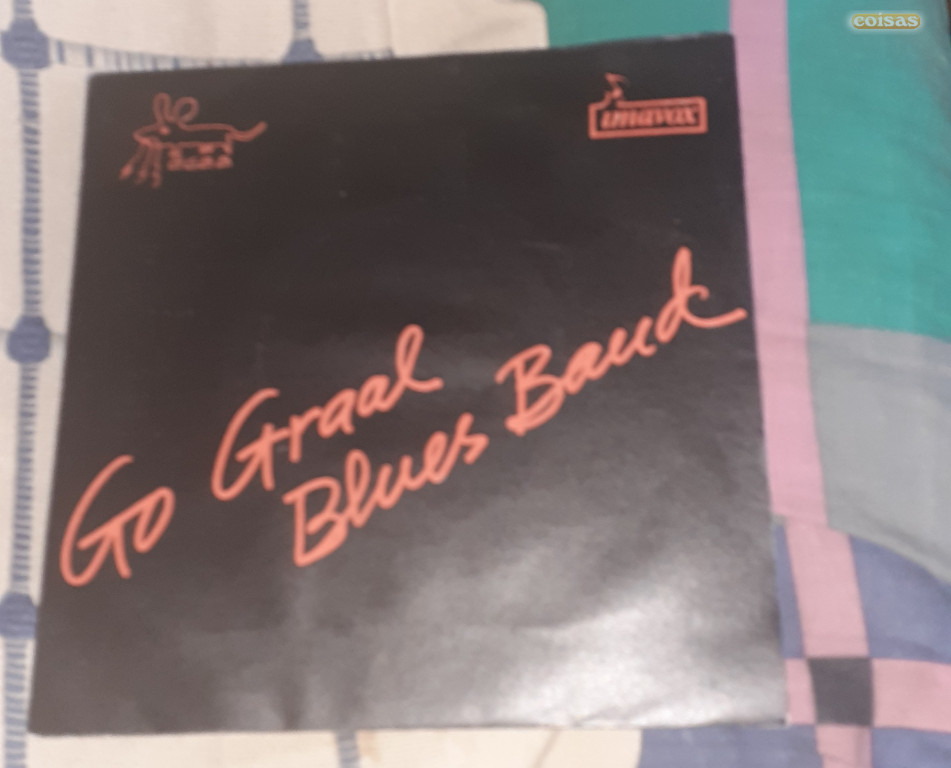 coisas
imavox
Go Graal
Blues Band